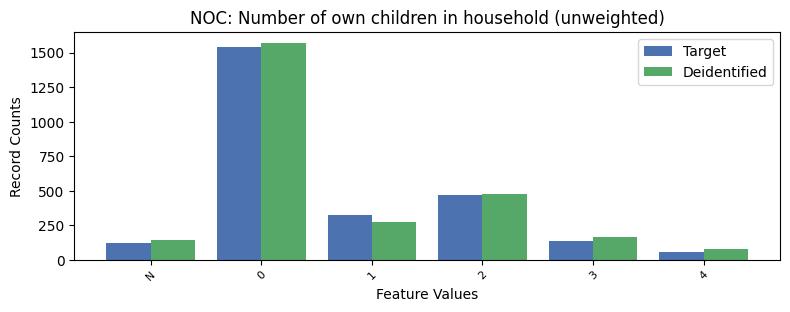 NOC: Number of own children in household (unweighted)
Target
Deidentified
1500
1250
1000
750
500
250
0
Record Counts
N
0
1
2
3
4
Feature Values